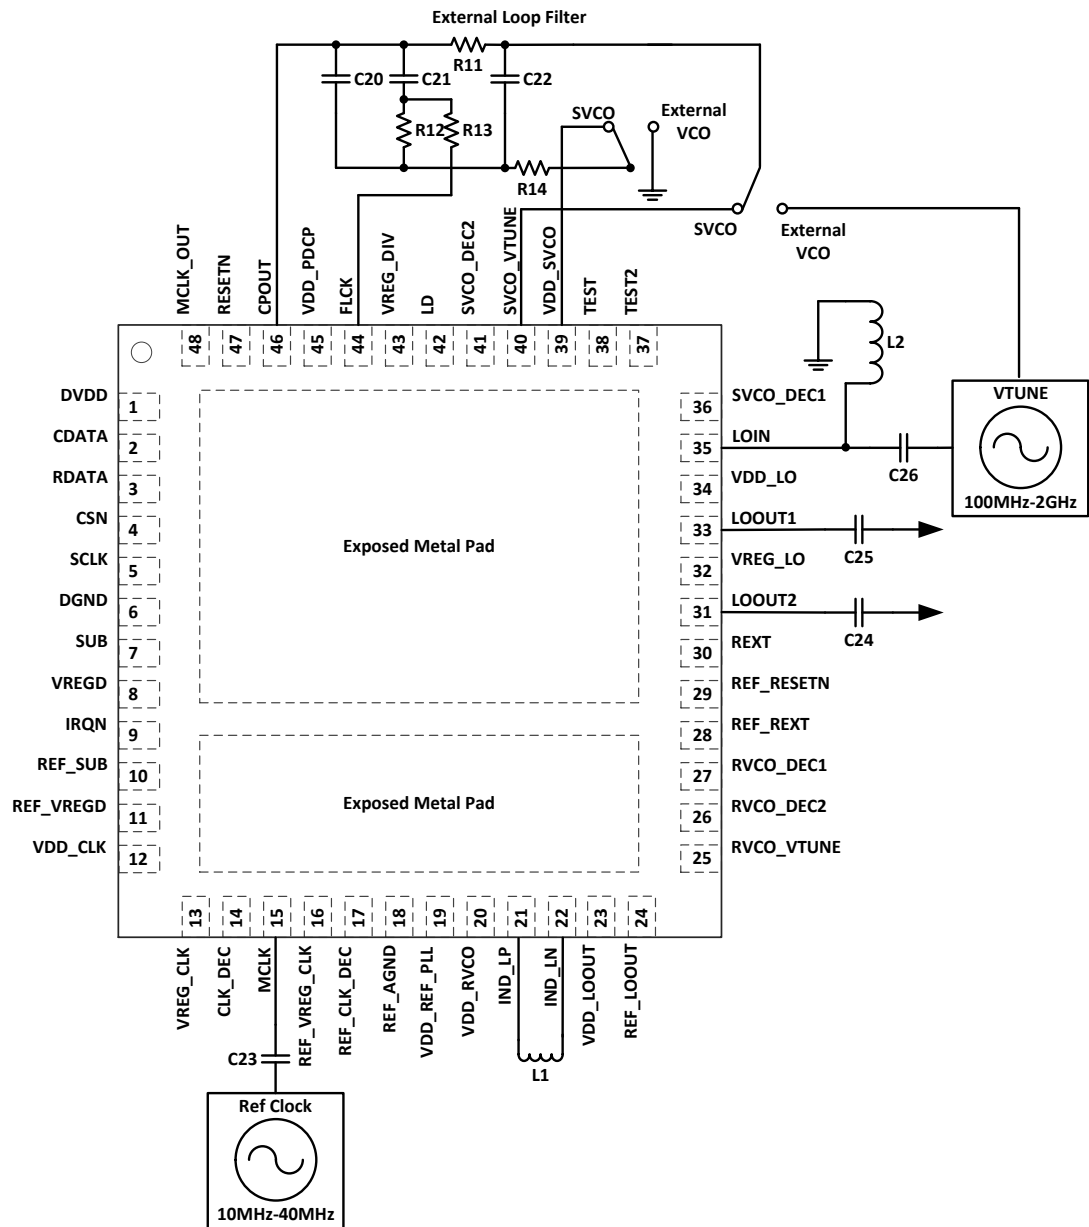 External Loop Filter
R11
C20
C21
C22
R12
R13
SVCO
External
VCO
R14
SVCO
External
VCO
MCLK_OUT
RESETN
CPOUT
VDD_PDCP
FLCK
VREG_DIV
LD
SVCO_DEC2
SVCO_VTUNE
VDD_SVCO
TEST
TEST2
48
47
46
45
44
43
42
41
40
39
38
37
L2
DVDD
1
CDATA
2
RDATA
3
CSN
4
SCLK
5
DGND
6
SUB
7
VREGD
8
IRQN
9
REF_SUB
10
REF_VREGD
11
VDD_CLK
12
Exposed Metal Pad
Exposed Metal Pad
36
SVCO_DEC1
35
LOIN
34
VDD_LO
33
LOOUT1
32
VREG_LO
31
LOOUT2
30
REXT
29
REF_RESETN
28
REF_REXT
27
RVCO_DEC1
26
RVCO_DEC2
25
RVCO_VTUNE
VTUNE
100MHz-2GHz
C26
C25
C24
13
14
15
16
17
18
19
20
21
22
23
24
VREG_CLK
CLK_DEC
MCLK
REF_VREG_CLK
REF_CLK_DEC
REF_AGND
VDD_REF_PLL
VDD_RVCO
IND_LP
IND_LN
VDD_LOOUT
REF_LOOUT
C23
L1
Ref Clock
10MHz-40MHz